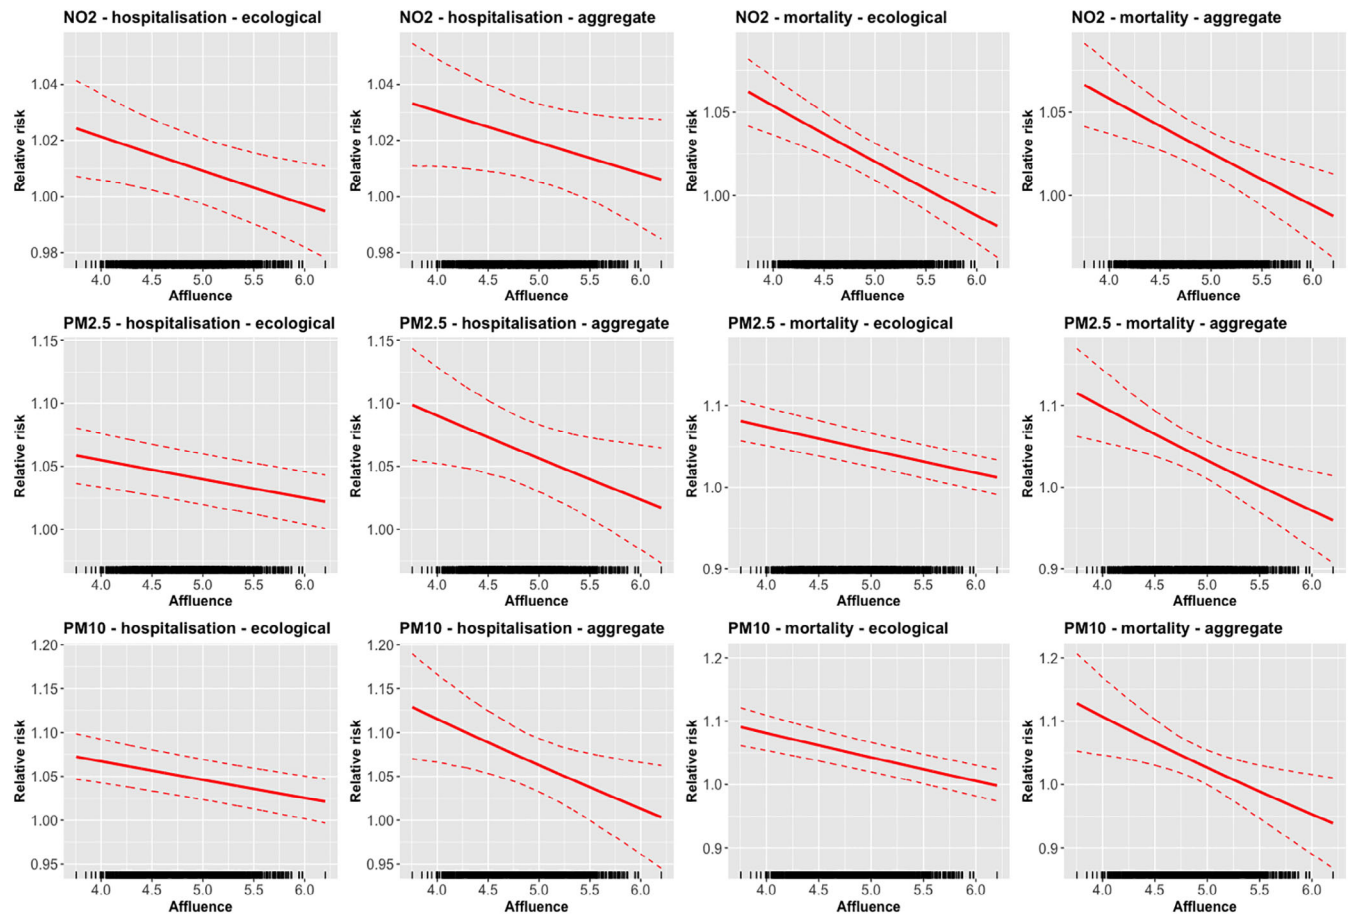 NO2 - hospitalisation - ecological
Relative risk
1.04
1.02
1.00
0.98
4.0 4.5 5.0 5.5 6.0
Affluence
NO2 - hospitalisation - aggregate
Relative risk
1.04
1.02
1.00
0.98
4.0 4.5 5.0 5.5 6.0
Affluence
NO2 - mortality - ecological
Relative risk
1.05
1.00
4.0 4.5 5.0 5.5 6.0
Affluence
NO2 - mortality - aggregate
Relative risk
1.05
1.00
4.0 4.5 5.0 5.5 6.0
Affluence
PM2.5 - hospitalisation - ecological
Relative risk
1.15
1.10
1.05
1.00
4.0 4.5 5.0 5.5 6.0
Affluence
PM2.5 - hospitalisation - aggregate
Relative risk
1.15
1.10
1.05
1.00
4.0 4.5 5.0 5.5 6.0
Affluence
PM2.5 - mortality - ecological
Relative risk
1.1
1.0
0.9
4.0 4.5 5.0 5.5 6.0
Affluence
PM2.5 - mortality - aggregate
Relative risk
1.1
1.0
0.9
4.0 4.5 5.0 5.5 6.0
Affluence
PM10 - hospitalisation - ecological
Relative risk
1.20
1.15
1.10
1.05
1.00
0.95
4.0 4.5 5.0 5.5 6.0
Affluence
PM10 - hospitalisation - aggregate
Relative risk
1.20
1.15
1.10
1.05
1.00
0.95
4.0 4.5 5.0 5.5 6.0
Affluence
PM10 - mortality - ecological
Relative risk
1.2
1.1
1.0
0.9
4.0 4.5 5.0 5.5 6.0
Affluence
PM10 - mortality - aggregate
Relative risk
1.2
1.1
1.0
0.9
4.0 4.5 5.0 5.5 6.0
Affluence